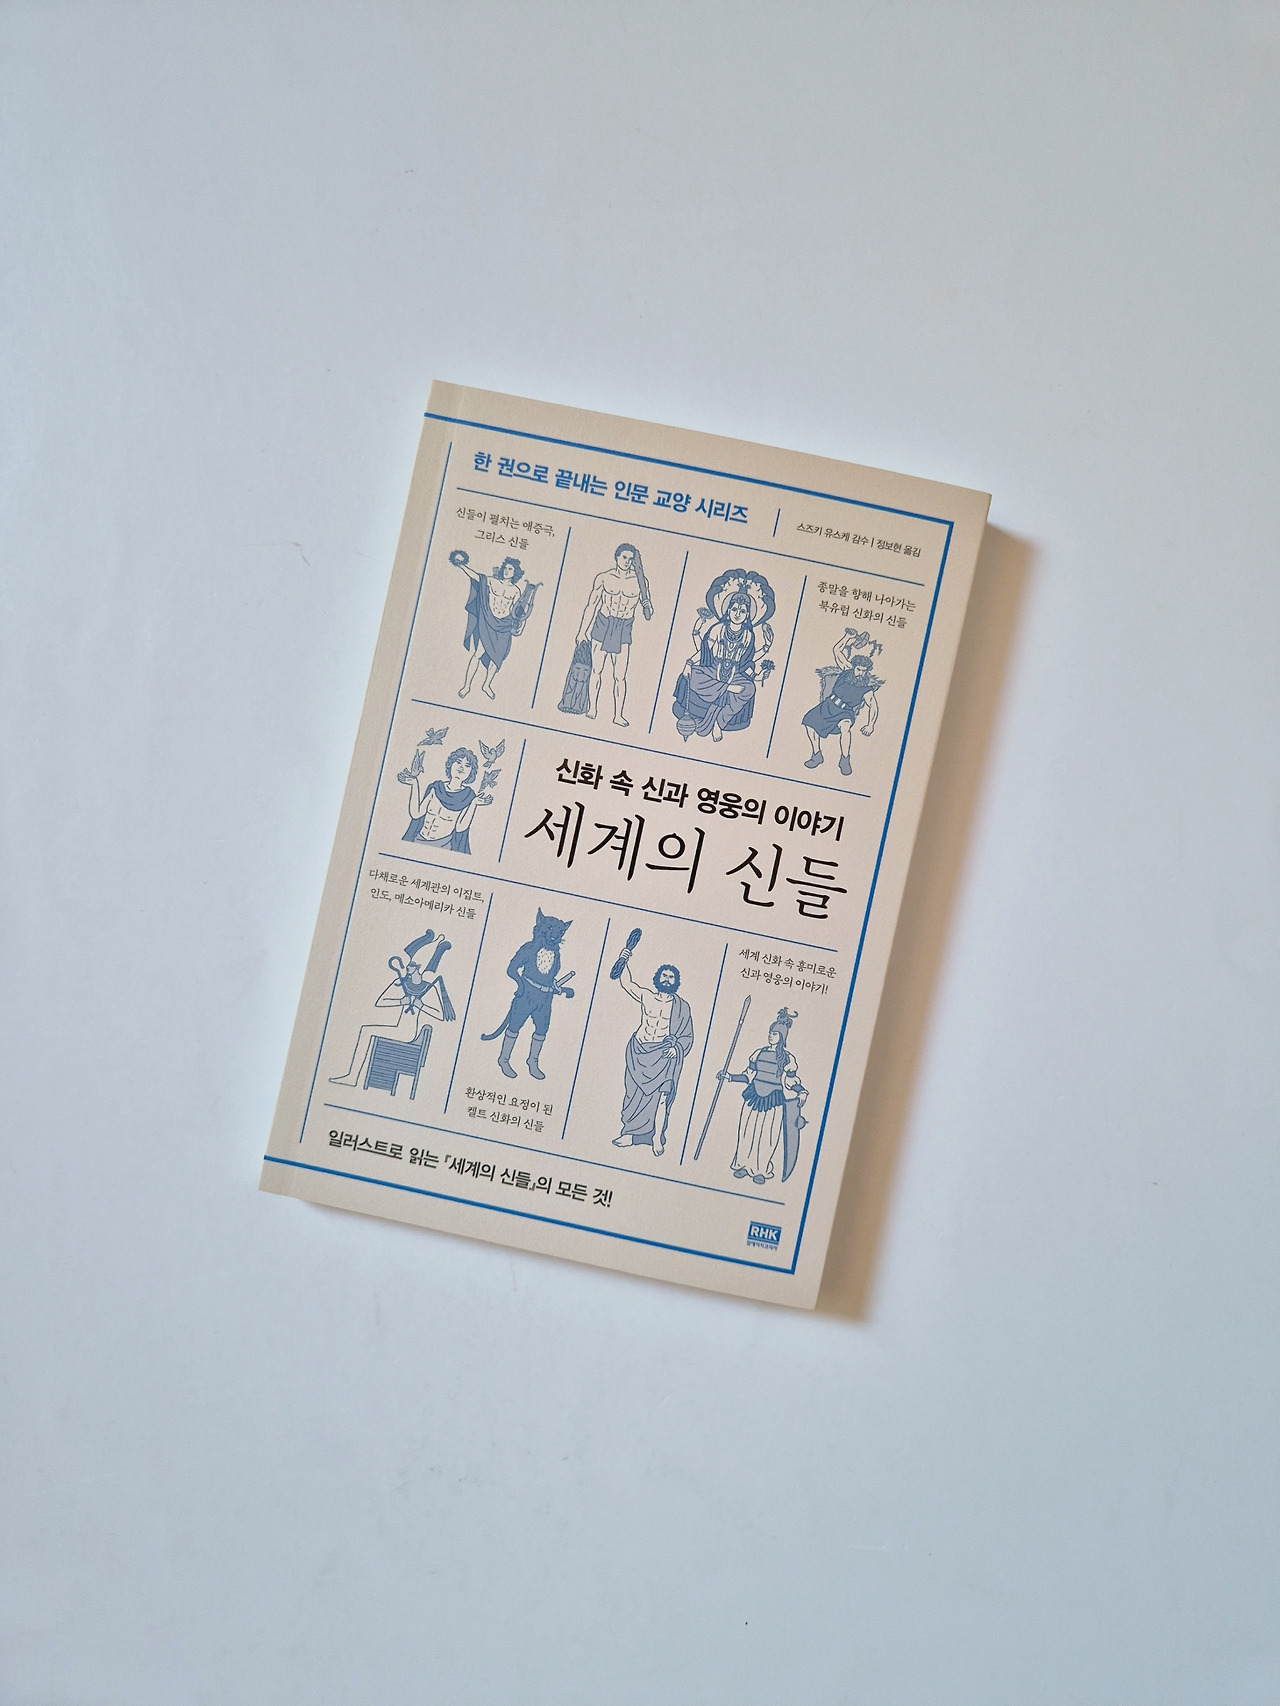 한 권으로 끝내는 인문 교양 시리즈
스즈키 유스케 감수 | 정보현 옮김
신들이 펼치는 애증극,
그리스 신들
종말을 향해 나아가는
북유럽 신화의 신들
신화 속 신과 영웅의 이야기
세계의 신들
다채로운 세계관의 이집트,
인도, 메소아메리카 신들
세계 신화 속 흥미로운
신과 영웅의 이야기!
환상적인 요정이 된
켈트 신화의 신들
일러스트로 읽는 『세계의 신들』의 모든 것!
RHK
알에이치코리아